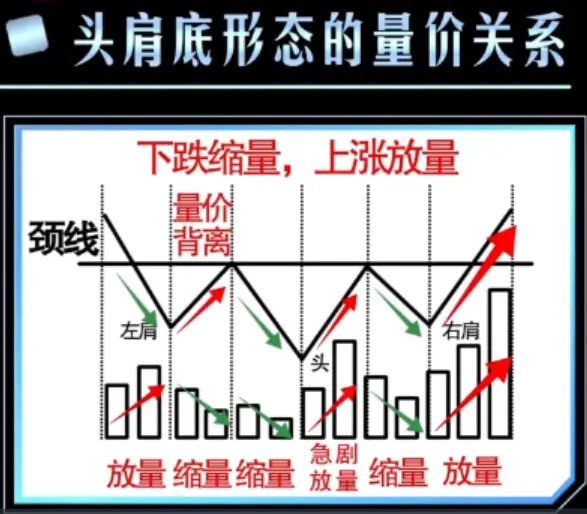 头肩底形态的量价关系
下跌缩量，上涨放量
量价
背离
颈线
左肩
头
右肩
放量
缩量
缩量
急剧
放量
缩量
放量